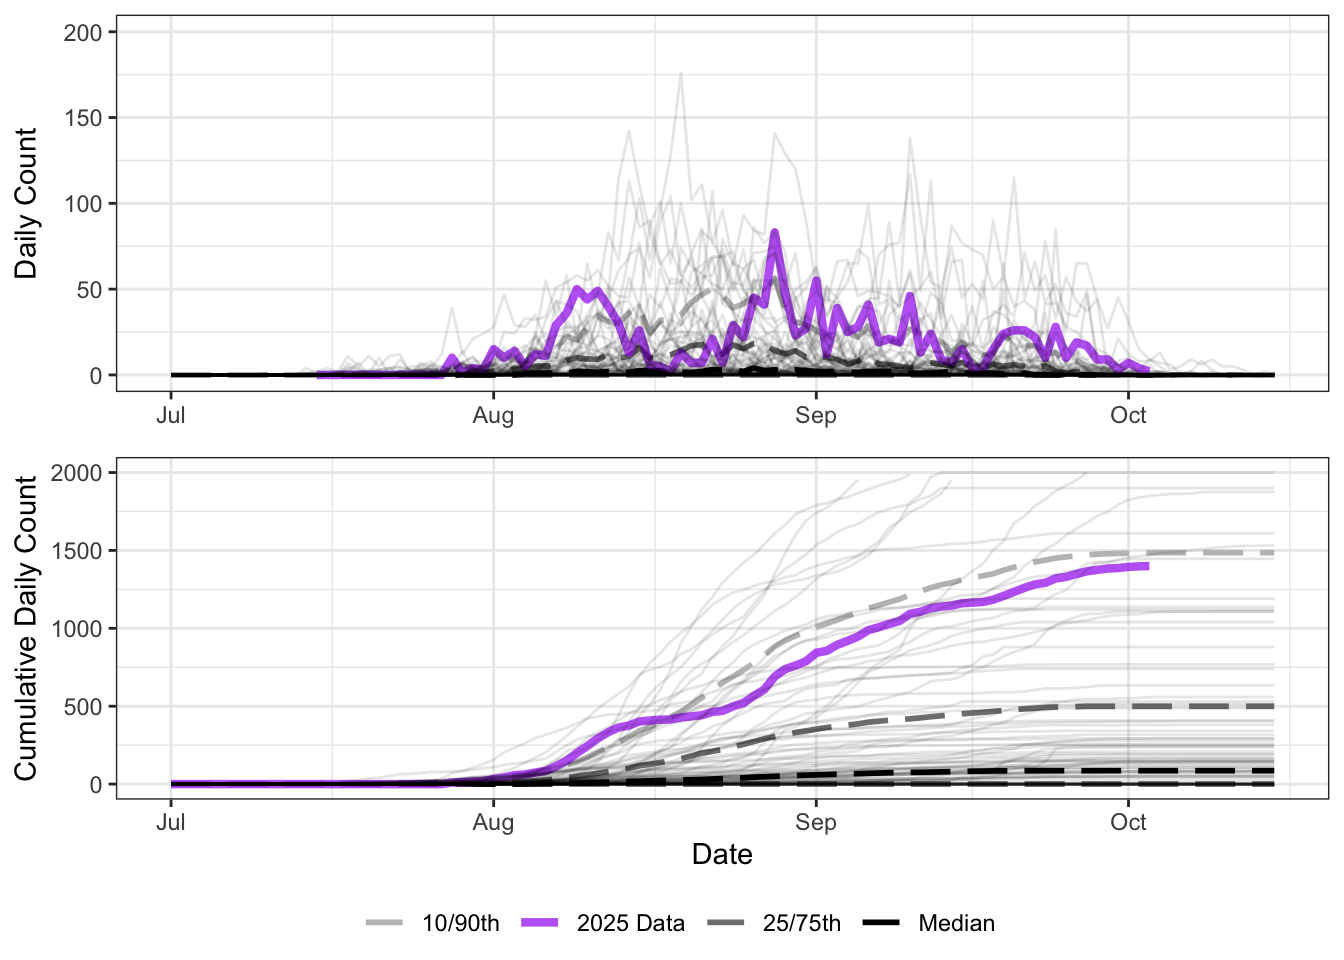 Daily Count
200
150
100
50
0
Jul Aug Sep Oct
Cumulative Daily Count
2000
1500
1000
500
0
Jul Aug Sep Oct
Date
10/90th 2025 Data 25/75th Median